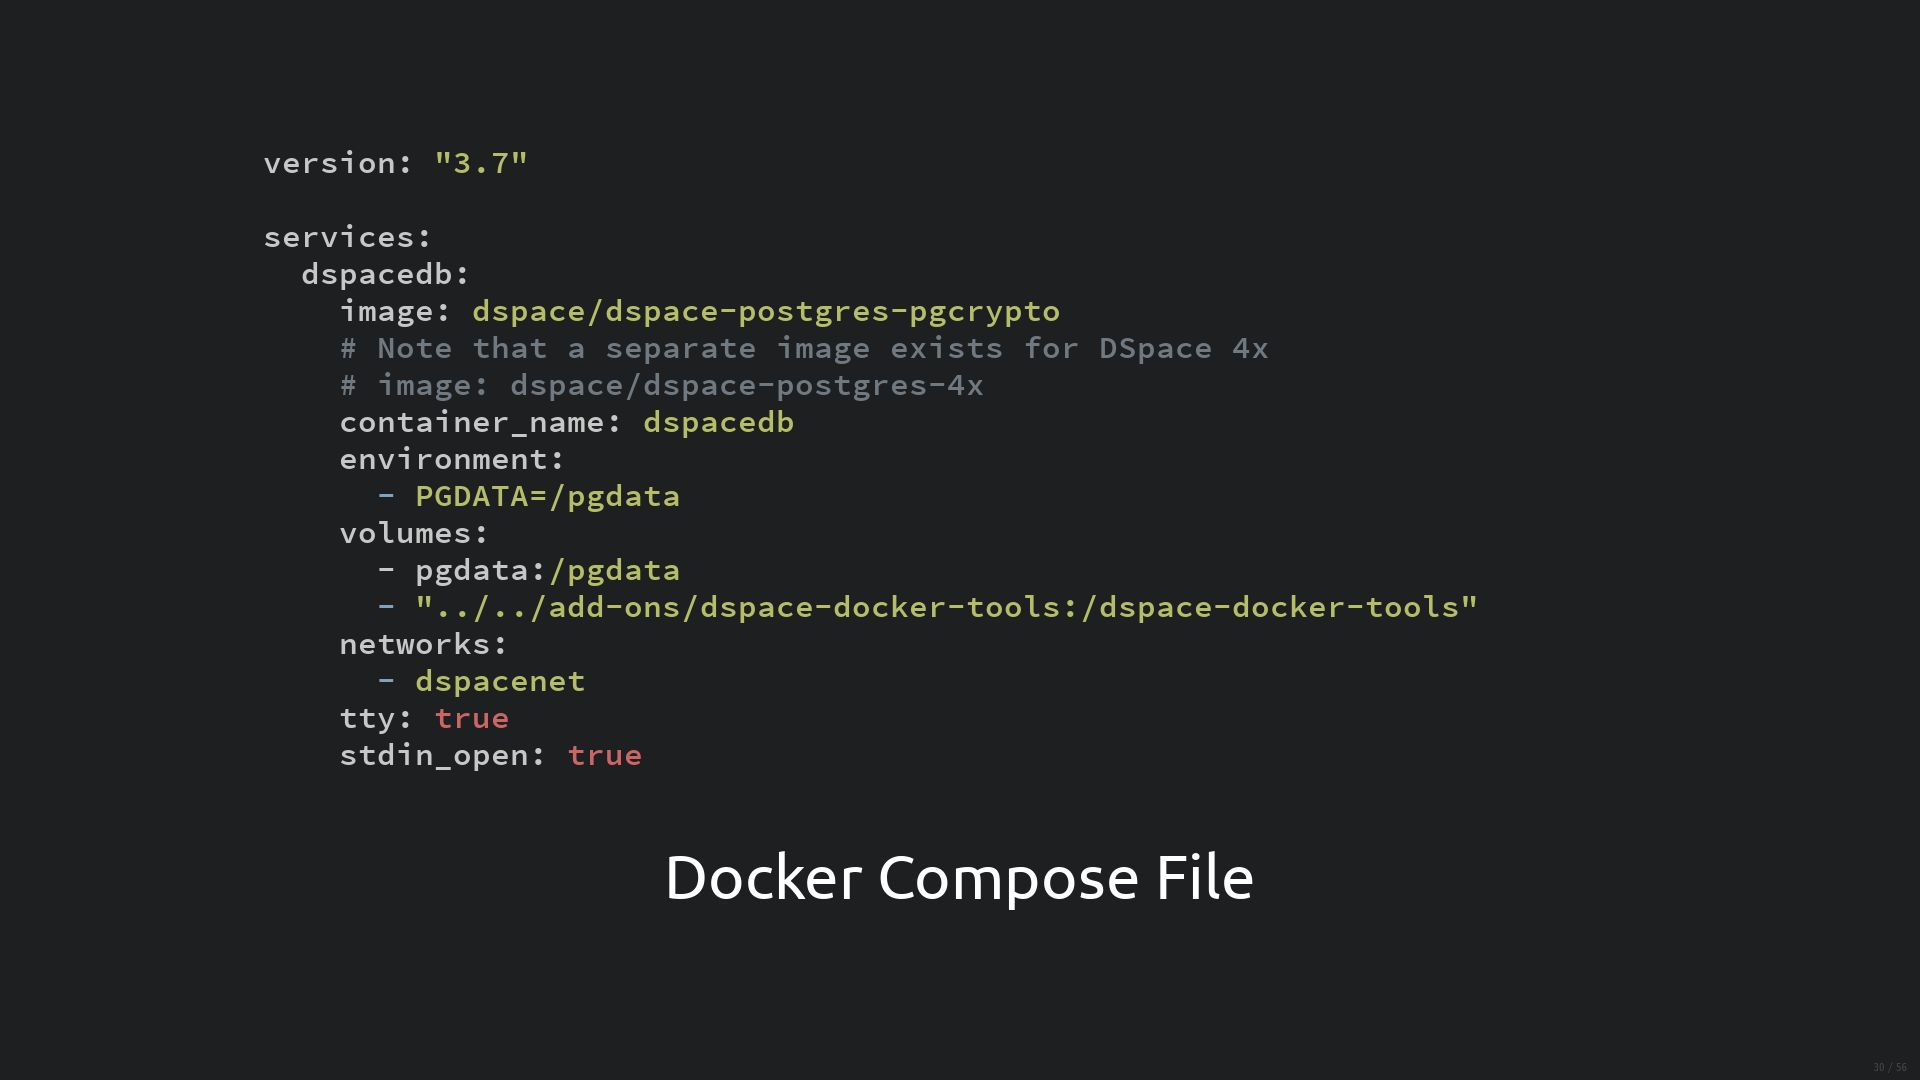 version: "3.7"

services:
  dspacedb:
    image: dspace/dspace-postgres-pgcrypto
    # Note that a separate image exists for DSpace 4x
    # image: dspace/dspace-postgres-4x
    container_name: dspacedb
    environment:
      - PGDATA=/pgdata
    volumes:
      - pgdata:/pgdata
      - "../../add-ons/dspace-docker-tools:/dspace-docker-tools"
    networks:
      - dspacenet
    tty: true
    stdin_open: true
Docker Compose File
30 / 56